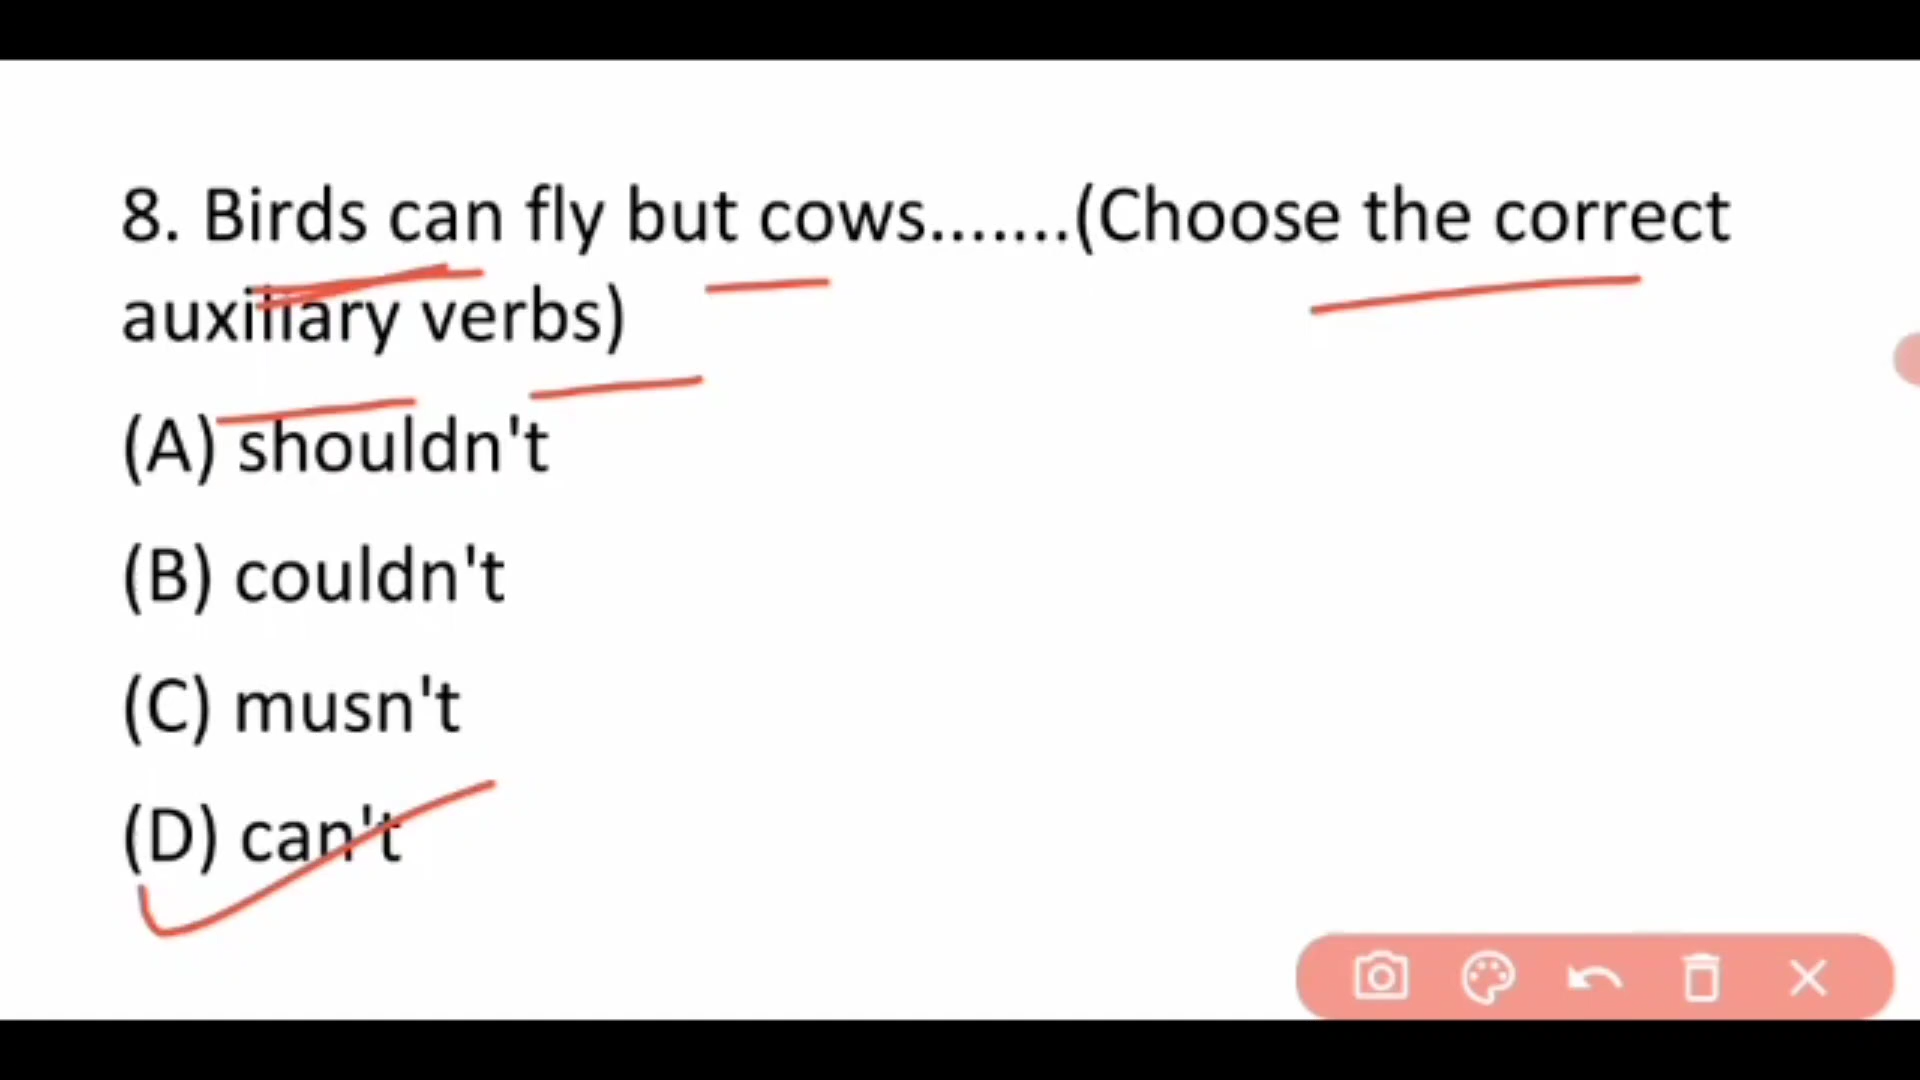 8. Birds can fly but cows.......(Choose the correct
auxiliary verbs)
(A) shouldn't
(B) couldn't
(C) musn't
(D) can't